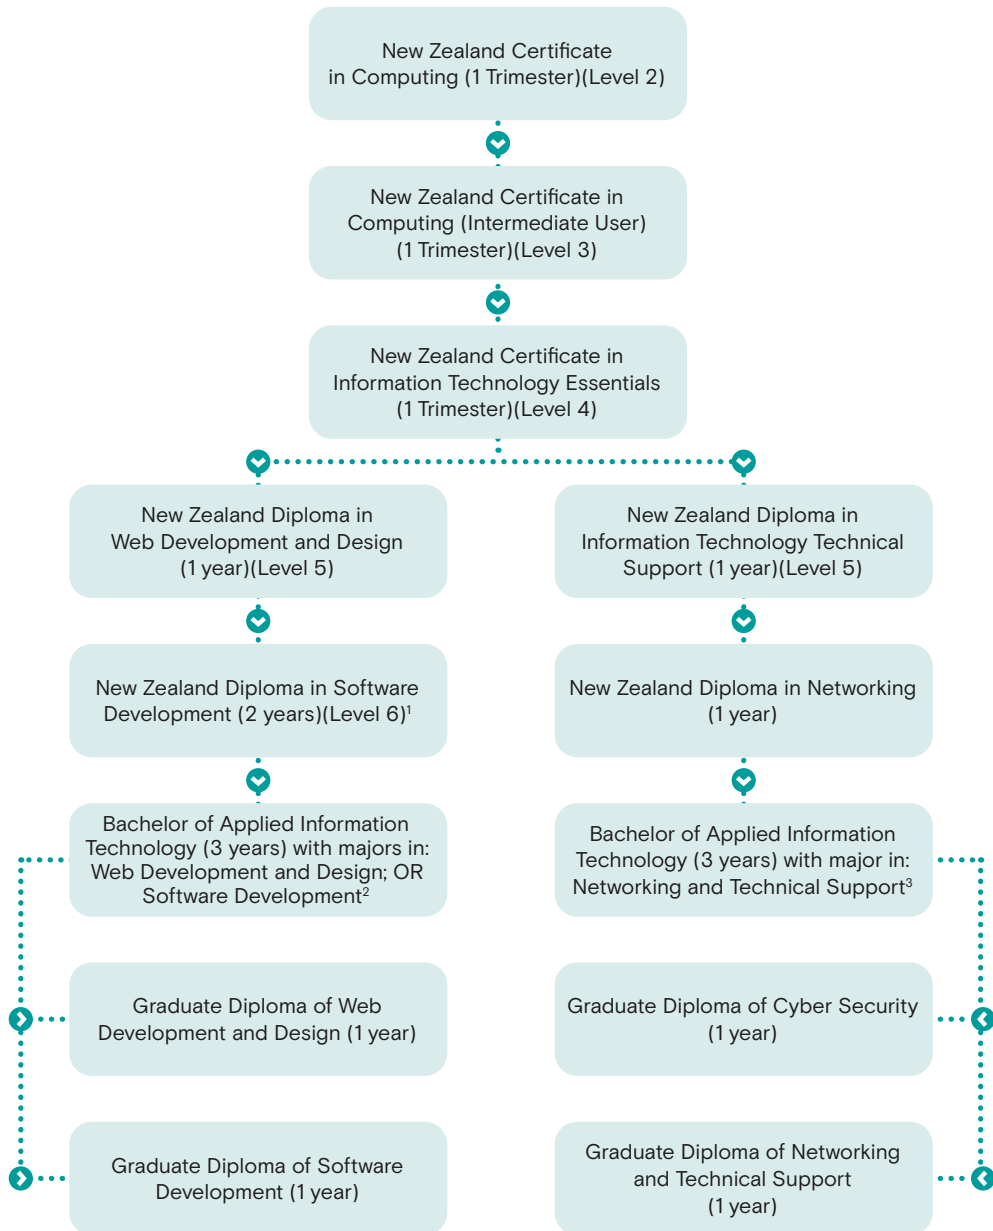 New Zealand Certificate
in Computing (1 Trimester)(Level 2)
New Zealand Certificate in
Computing (Intermediate User)
(1 Trimester)(Level 3)
New Zealand Certificate in
Information Technology Essentials
(1 Trimester)(Level 4)
New Zealand Diploma in
Web Development and Design
(1 year)(Level 5)
New Zealand Diploma in
Information Technology Technical
Support (1 year)(Level 5)
New Zealand Diploma in Software
Development (2 years)(Level 6)¹
New Zealand Diploma in Networking
(1 year)
Bachelor of Applied Information
Technology (3 years) with majors in:
Web Development and Design; OR
Software Development²
Bachelor of Applied Information
Technology (3 years) with major in:
Networking and Technical Support³
Graduate Diploma of Web
Development and Design (1 year)
Graduate Diploma of Cyber Security
(1 year)
Graduate Diploma of Software
Development (1 year)
Graduate Diploma of Networking
and Technical Support
(1 year)